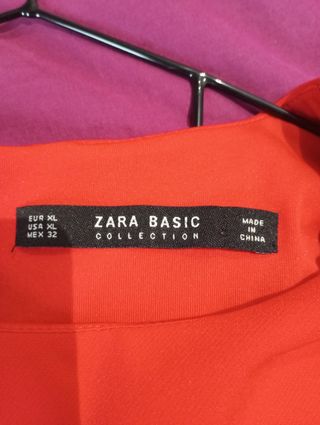 EUR XL
USA XL
MEX 32
ZARA BASIC
COLLECTION
MADE
IN
CHINA